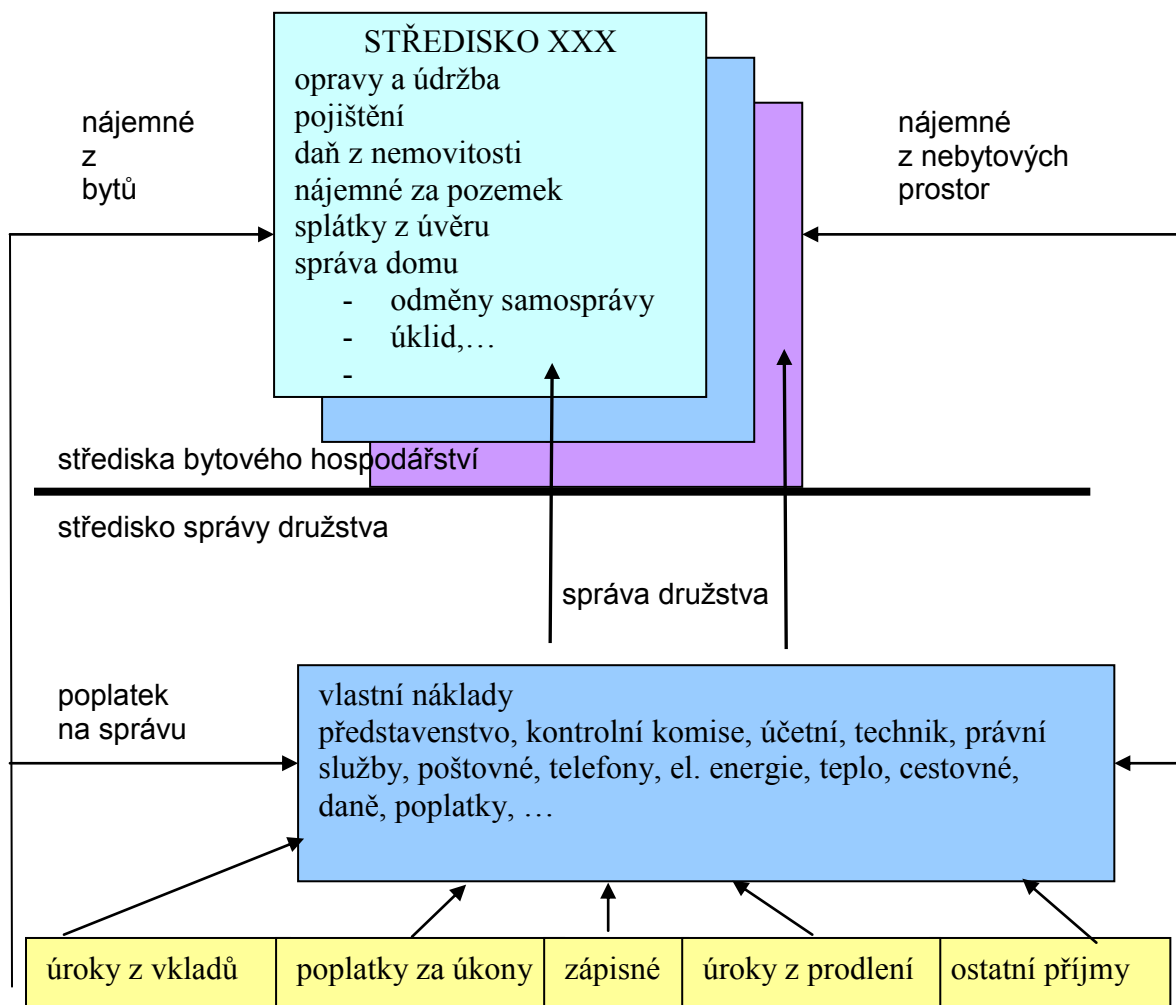 STŘEDISKO XXX
opravy a údržba
pojištění
daň z nemovitosti
nájemné za pozemek
splátky z úvěru
správa domu
- odměny samosprávy
- úklid,…
-
nájemné
z
bytů
nájemné
z nebytových
prostor
střediska bytového hospodářství
středisko správy družstva
správa družstva
poplatek
na správu
vlastní náklady
představenstvo, kontrolní komise, účetní, technik, právní
služby, poštovné, telefony, el. energie, teplo, cestovné,
daně, poplatky, …
úroky z vkladů
poplatky za úkony
zápisné
úroky z prodlení
ostatní příjmy